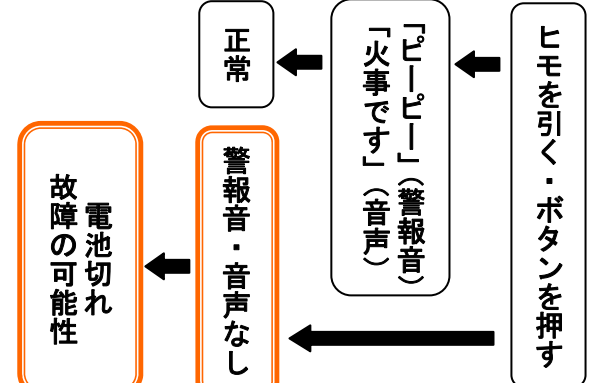 ヒモを引く・ボタンを押す
「ピーピー」（警報音）
「火事です」（音声）
正常
警報音・音声なし
電池切れ
故障の可能性